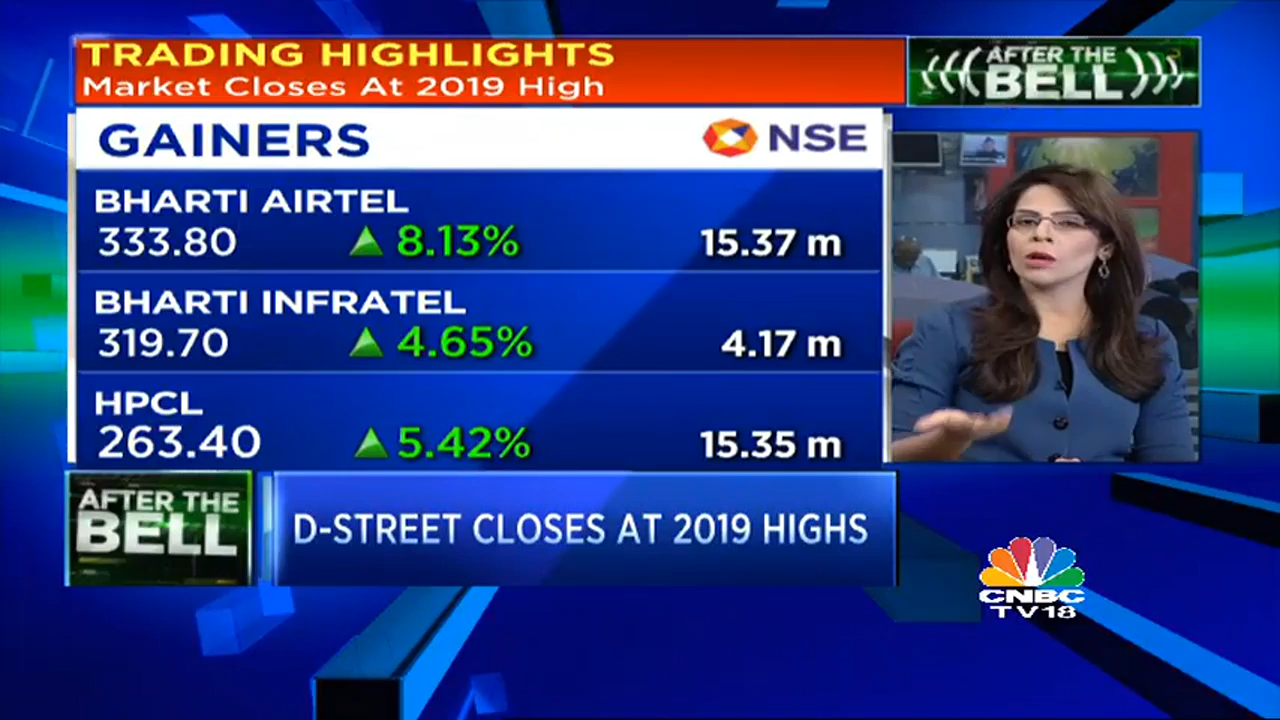 TRADING HIGHLIGHTS
Market Closes At 2019 High
AFTER THE
BELL
GAINERS
NSE
BHARTI AIRTEL
333.80 8.13% 15.37 m
BHARTI INFRATEL
319.70 4.65% 4.17 m
HPCL
263.40 5.42% 15.35 m
AFTER THE
BELL
D-STREET CLOSES AT 2019 HIGHS
CNBC
TV18